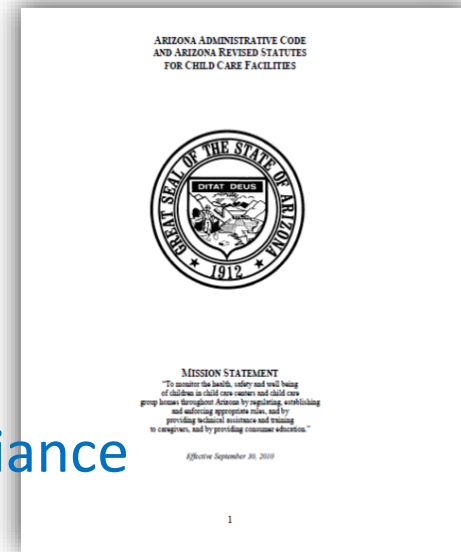 ARIZONA ADMINISTRATIVE CODE
AND ARIZONA REVISED STATUTES
FOR CHILD CARE FACILITIES
GREAT SEAL OF THE STATE OF ARIZONA
DITAT DEUS
1912
MISSION STATEMENT
"To monitor the health, safety and well being
of children in child care centers and child care
group homes throughout Arizona by regulating, establishing
and enforcing appropriate rules, and by
providing technical assistance and training
to caregivers, and by providing consumer education."
iance
Effective September 30, 2010
1